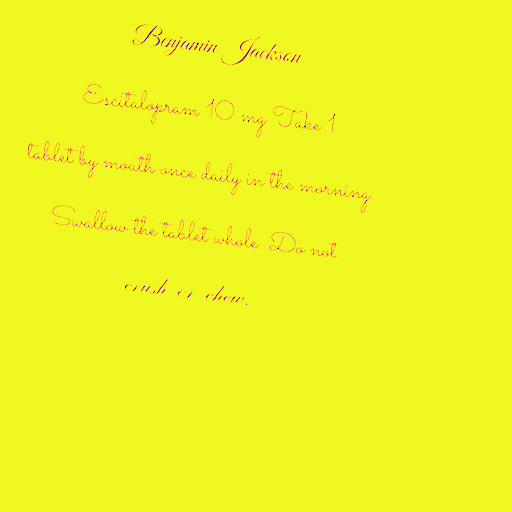 Benjamin Jackson
Escitalopram 10 mg Take 1
tablet by mouth once daily in the morning
Swallow the tablet whole. Do not
crush or chew.